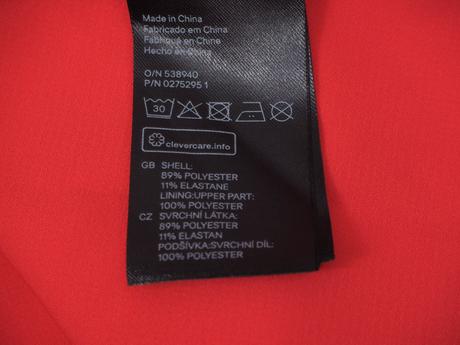 Made in China
Fabricado em China
Fabriqué en Chine
Hecho en China
O/N 538940
P/N 0275295 1
30
clevercare.info
GB SHELL:
89% POLYESTER
11% ELASTANE
LINING:UPPER PART:
100% POLYESTER
CZ SVRCHNÍ LÁTKA:
89% POLYESTER
11% ELASTAN
PODŠÍVKA:SVRCHNÍ DÍL:
100% POLYESTER